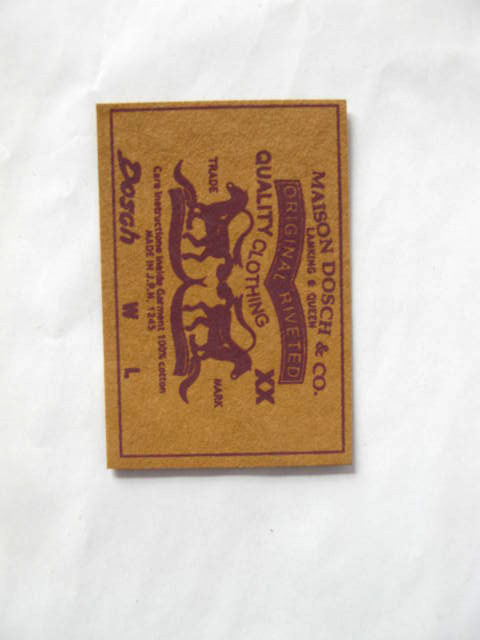 MAISON DOSCH & CO.
LANKING & QUEEN
ORIGINAL RIVETED
QUALITY CLOTHING XX
TRADE MARK
Care Instructions Inside Garment 100% cotton
MADE IN J.P.N. 1245
Dosch W L